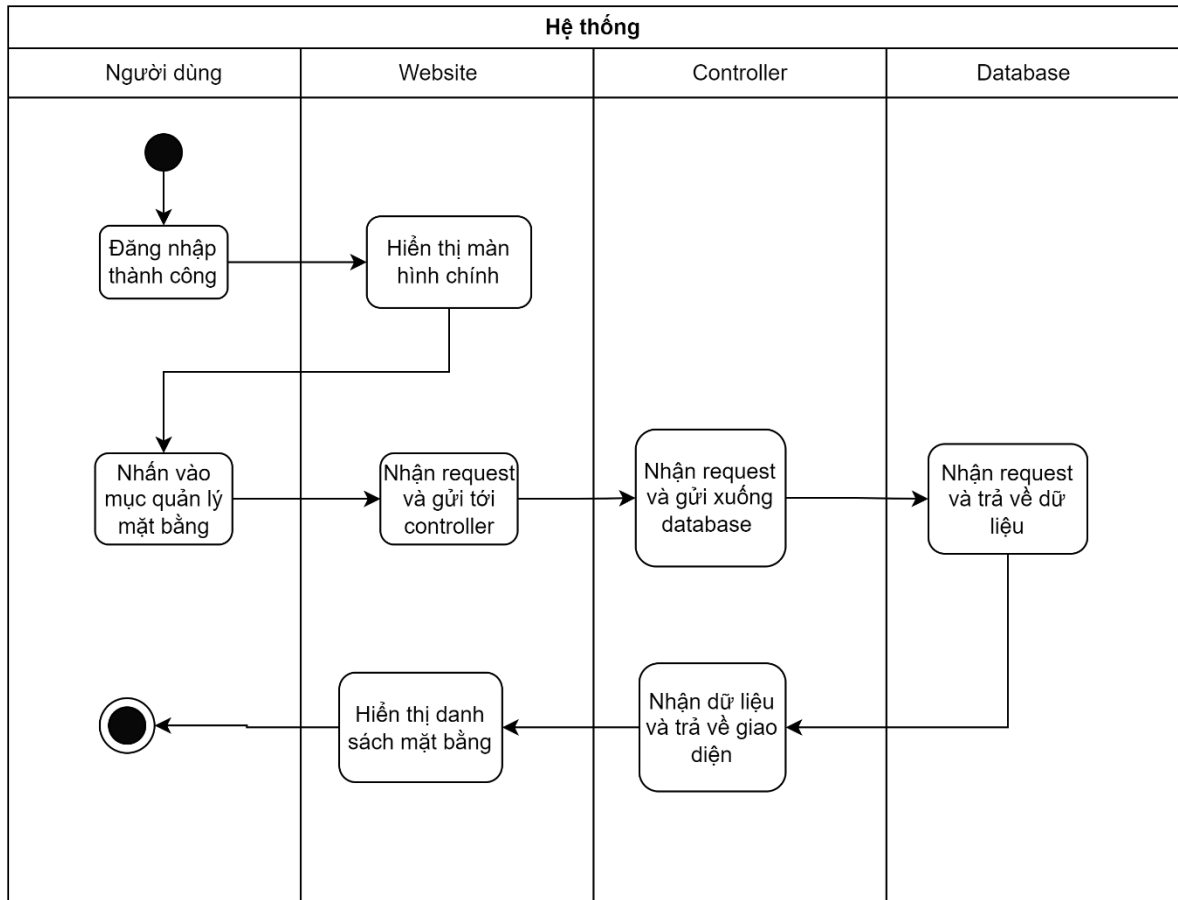 Hệ thống
Người dùng
Website
Controller
Database
Đăng nhập
thành công
Hiển thị màn
hình chính
Nhấn vào
mục quản lý
mặt bằng
Nhận request
và gửi tới
controller
Nhận request
và gửi xuống
database
Nhận request
và trả về dữ
liệu
Hiển thị danh
sách mặt bằng
Nhận dữ liệu
và trả về giao
diện